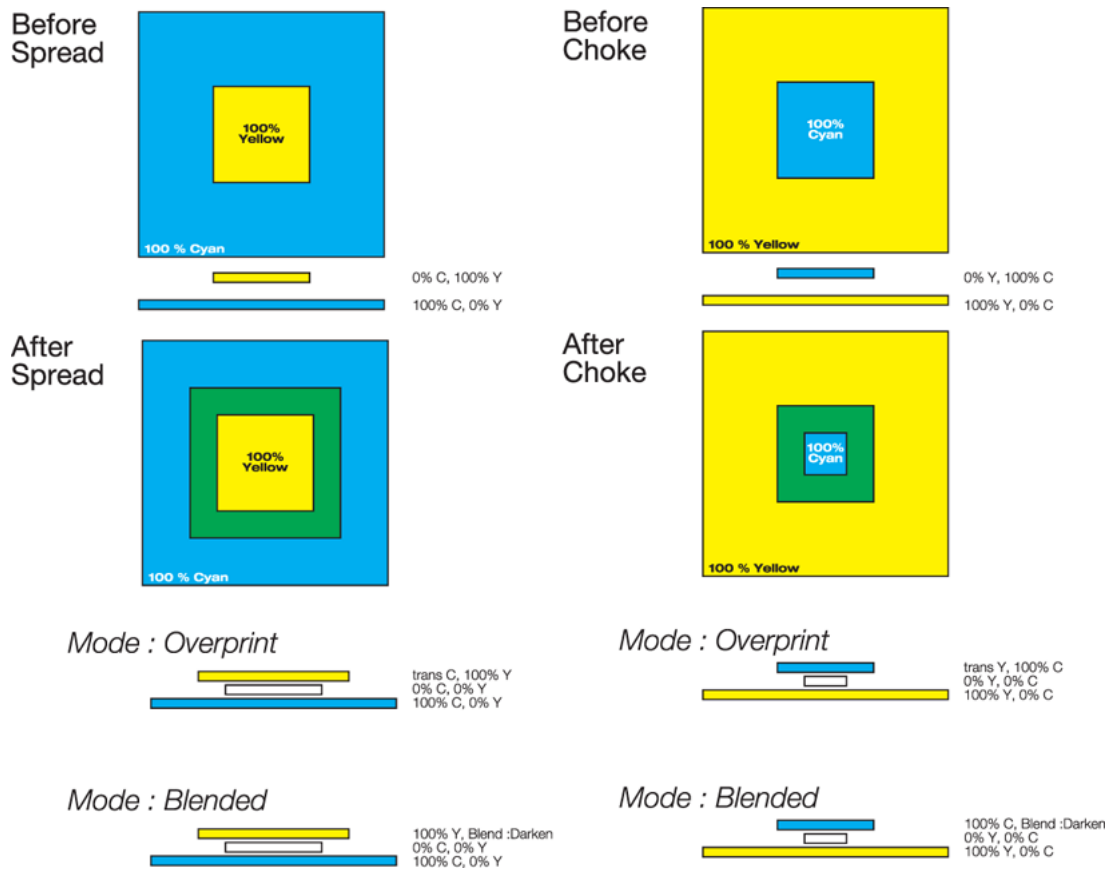 Before
Spread
100%
Yellow
100 % Cyan
0% C, 100% Y
100% C, 0% Y
After
Spread
100%
Yellow
100 % Cyan
Mode : Overprint
trans C, 100% Y
0% C, 0% Y
100% C, 0% Y
Mode : Blended
100% Y, Blend :Darken
0% C, 0% Y
100% C, 0% Y
Before
Choke
100%
Cyan
100 % Yellow
0% Y, 100% C
100% Y, 0% C
After
Choke
100%
Cyan
100 % Yellow
Mode : Overprint
trans Y, 100% C
0% Y, 0% C
100% Y, 0% C
Mode : Blended
100% C, Blend :Darken
0% Y, 0% C
100% Y, 0% C